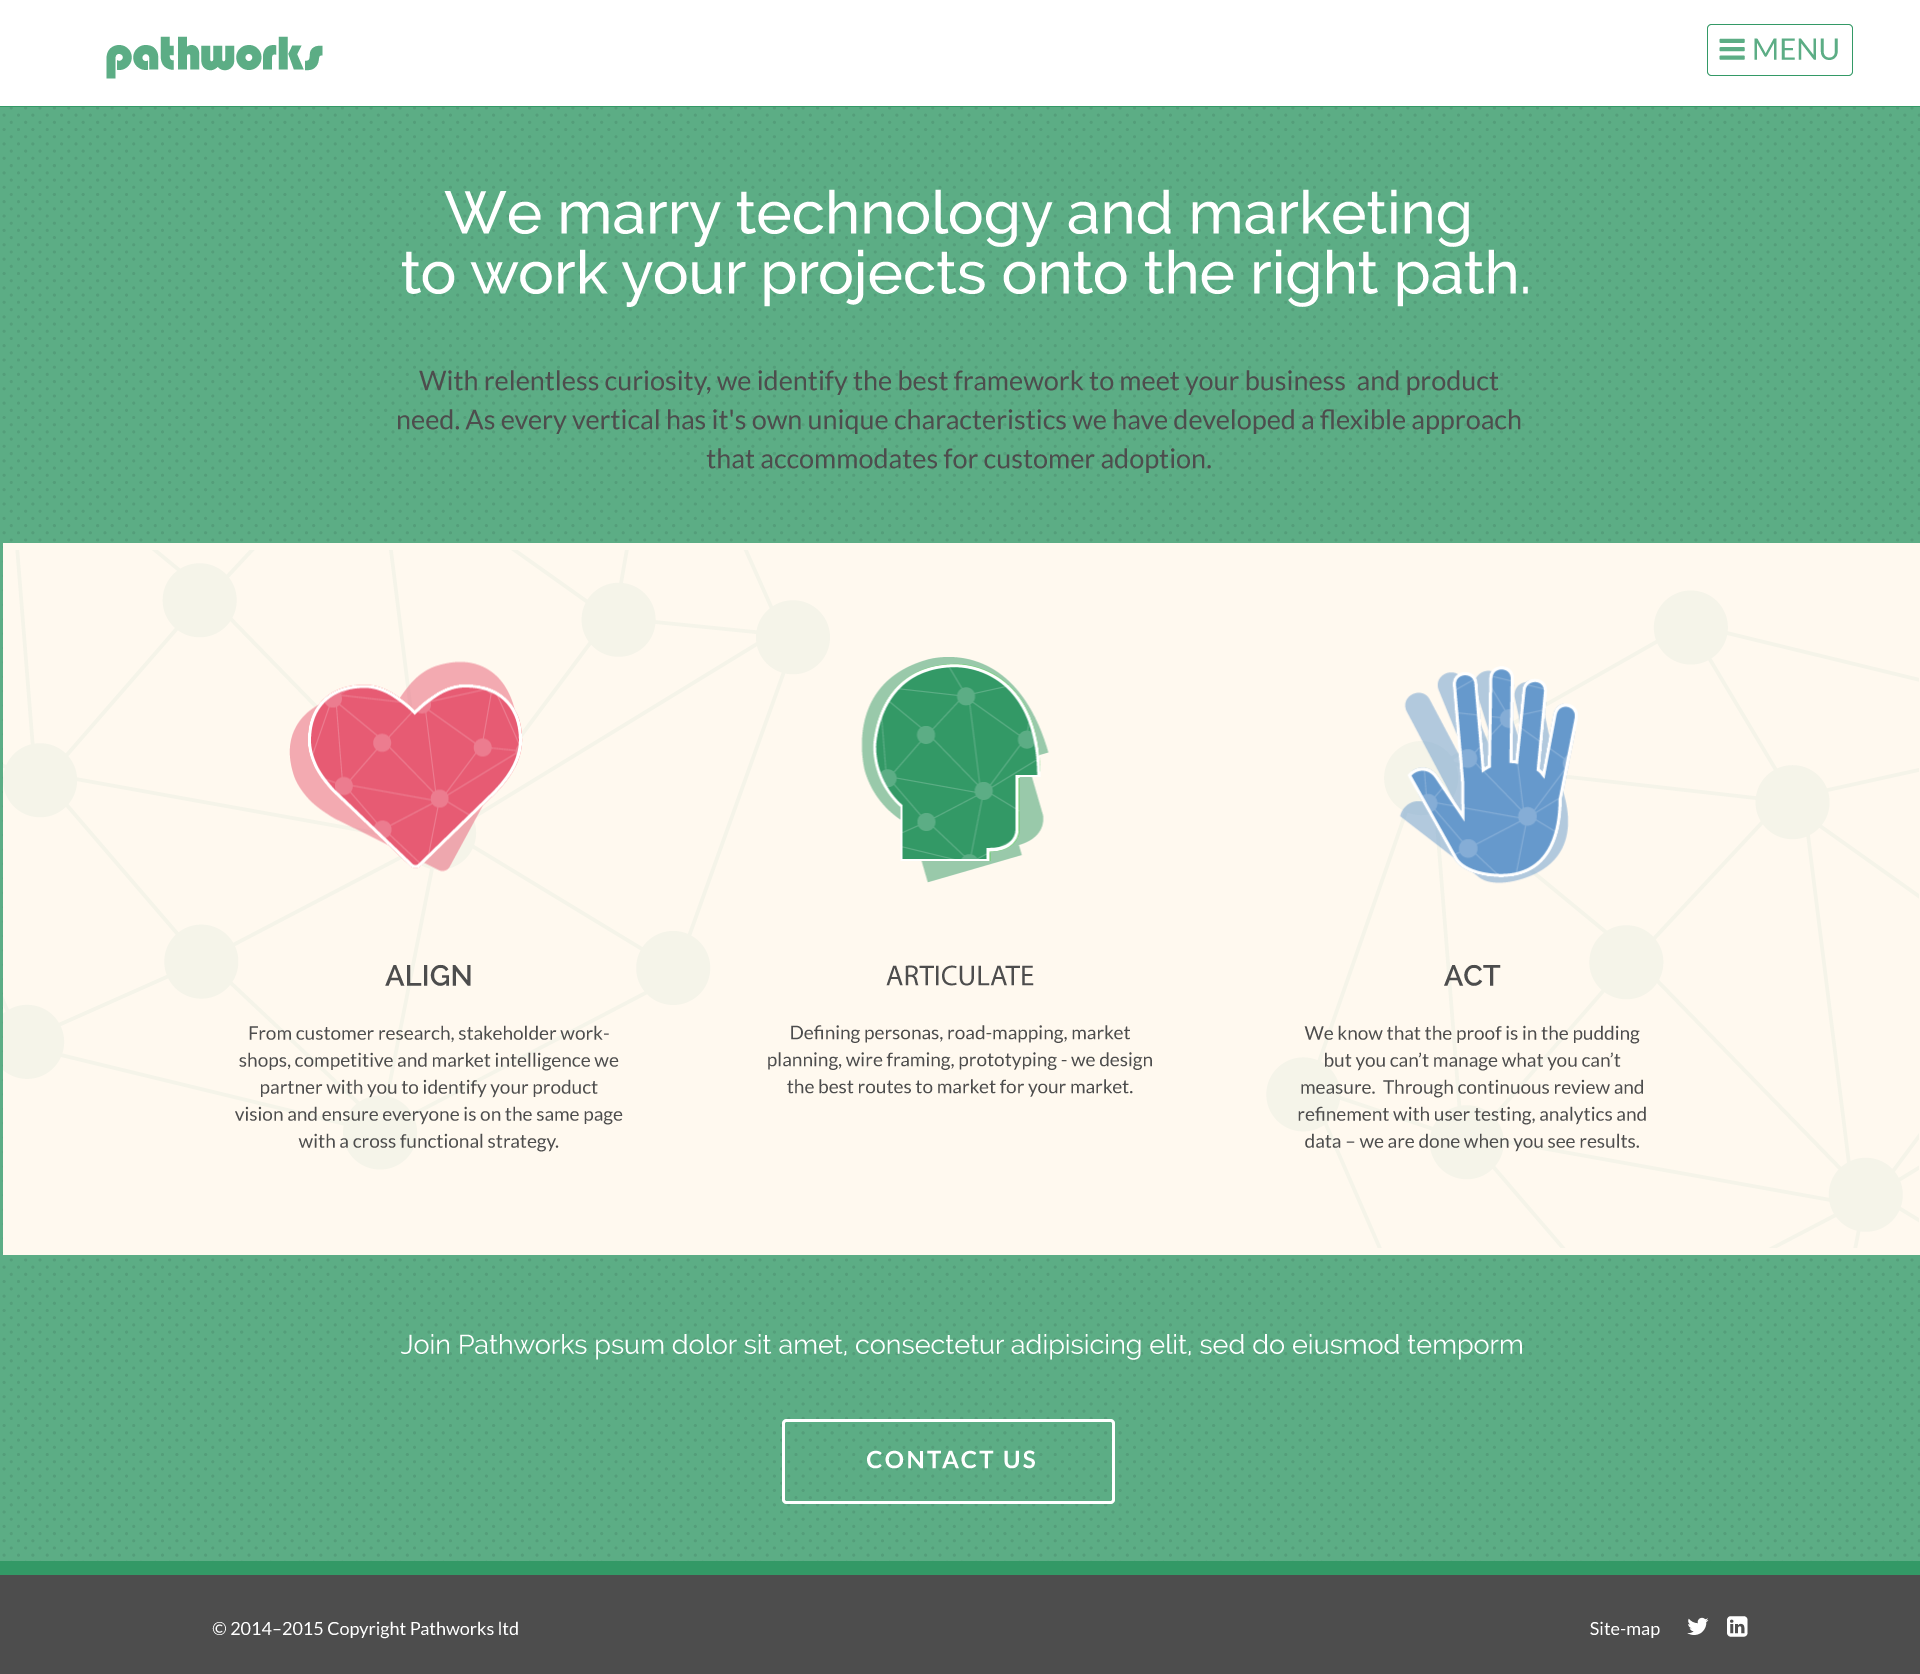 pathworks
MENU
We marry technology and marketing
to work your projects onto the right path.
With relentless curiosity, we identify the best framework to meet your business  and product
need. As every vertical has it's own unique characteristics we have developed a flexible approach
that accommodates for customer adoption.
ALIGN
From customer research, stakeholder work-
shops, competitive and market intelligence we
partner with you to identify your product
vision and ensure everyone is on the same page
with a cross functional strategy.
ARTICULATE
Defining personas, road-mapping, market
planning, wire framing, prototyping - we design
the best routes to market for your market.
ACT
We know that the proof is in the pudding
but you can’t manage what you can’t
measure.  Through continuous review and
refinement with user testing, analytics and
data – we are done when you see results.
Join Pathworks psum dolor sit amet, consectetur adipisicing elit, sed do eiusmod temporm
CONTACT US
© 2014–2015 Copyright Pathworks ltd
Site-map